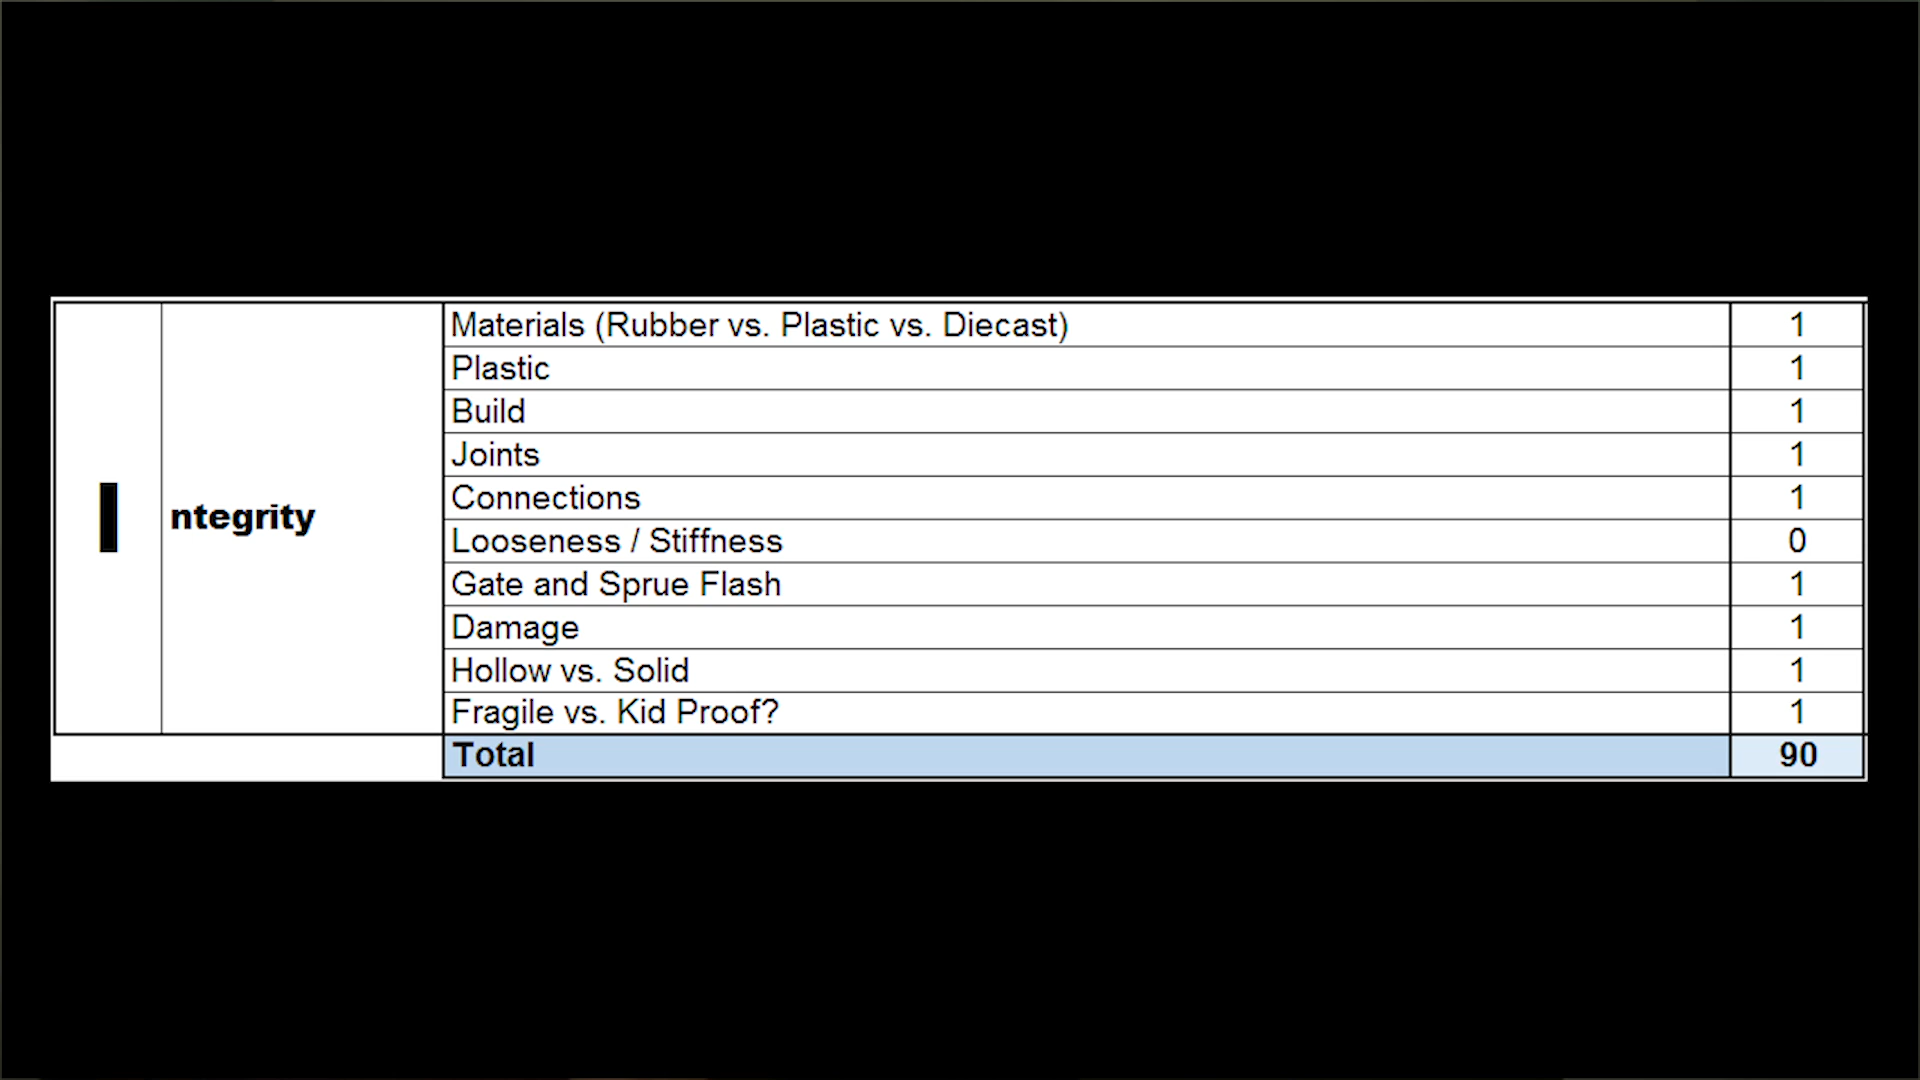 Integrity
Materials (Rubber vs. Plastic vs. Diecast) 1
Plastic 1
Build 1
Joints 1
Connections 1
Looseness / Stiffness 0
Gate and Sprue Flash 1
Damage 1
Hollow vs. Solid 1
Fragile vs. Kid Proof? 1
Total 90